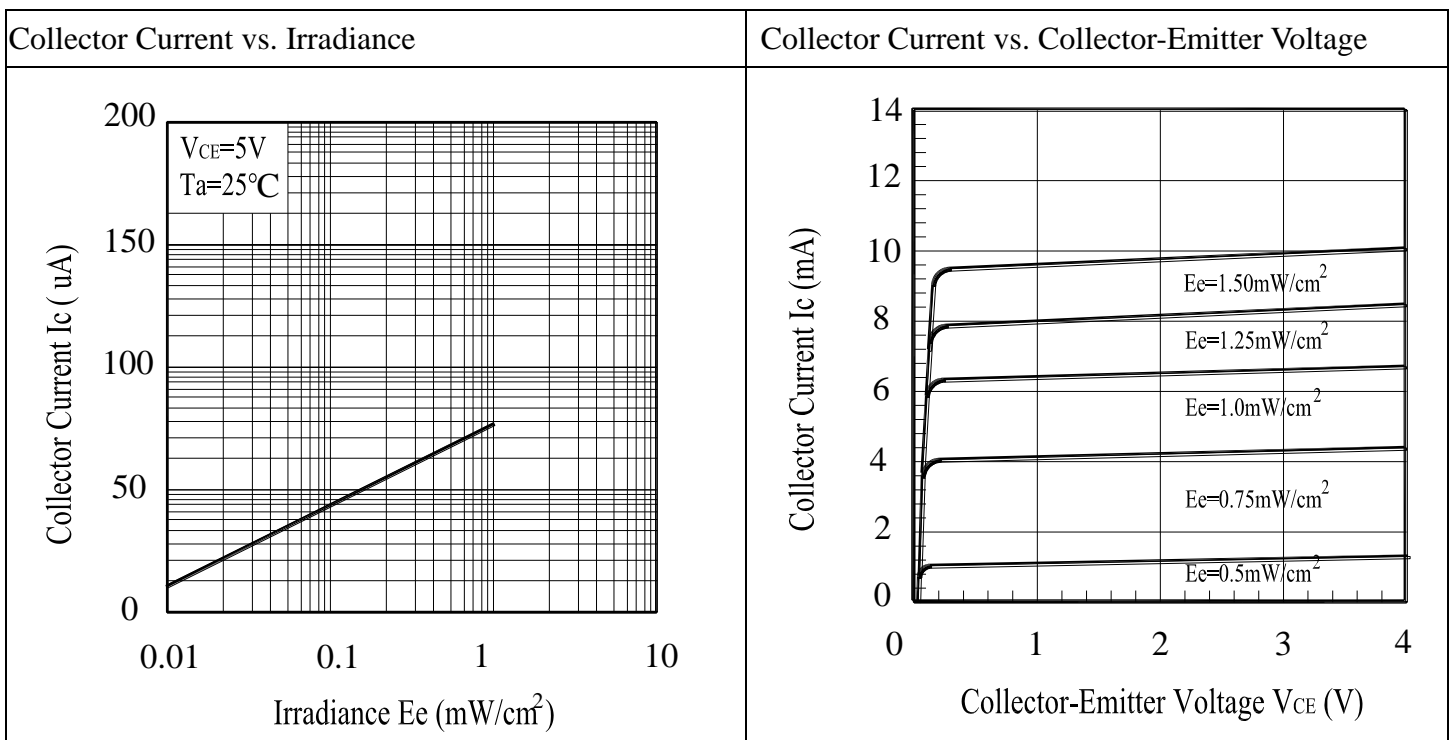 Collector Current vs. Irradiance
Collector Current vs. Collector-Emitter Voltage
200
150
100
50
0
VCE=5V
Ta=25℃
Collector Current Ic ( uA)
0.01
0.1
1
10
Irradiance Ee (mW/cm²)
14
12
10
8
6
4
2
0
Collector Current Ic (mA)
Ee=1.50mW/cm²
Ee=1.25mW/cm²
Ee=1.0mW/cm²
Ee=0.75mW/cm²
Ee=0.5mW/cm²
0
1
2
3
4
Collector-Emitter Voltage VCE (V)